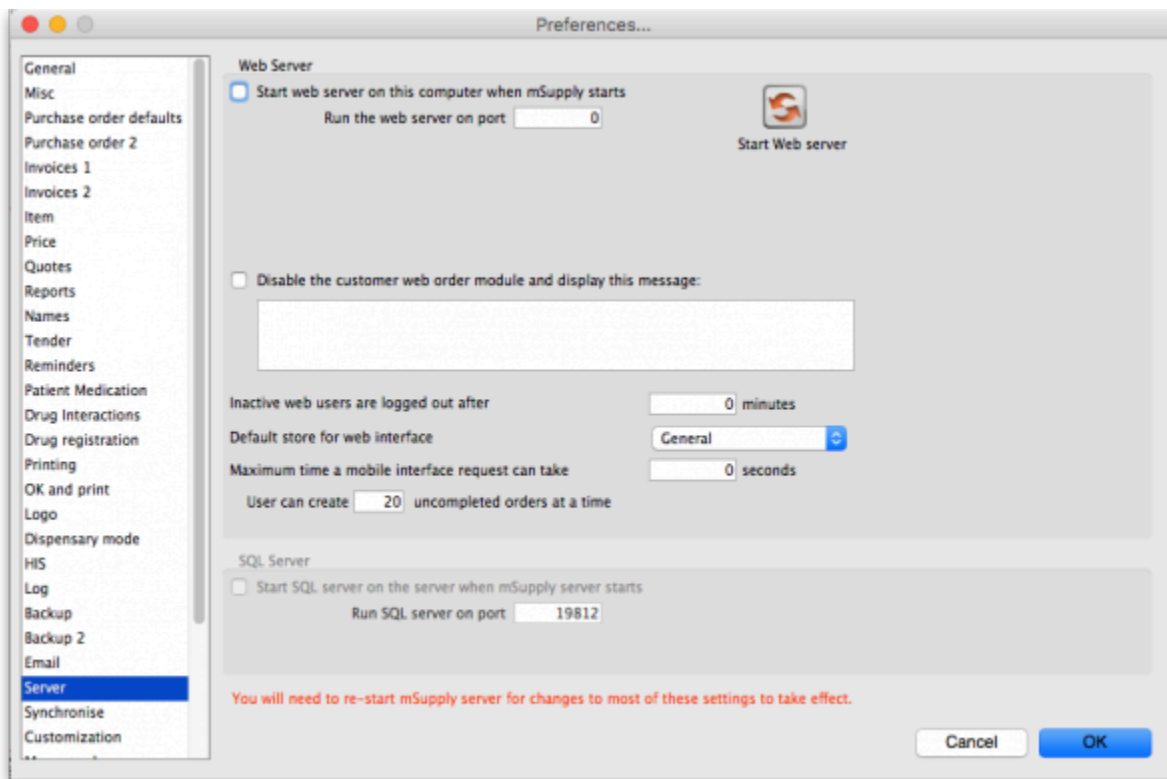 Preferences...
General
Misc
Purchase order defaults
Purchase order 2
Invoices 1
Invoices 2
Item
Price
Quotes
Reports
Names
Tender
Reminders
Patient Medication
Drug Interactions
Drug registration
Printing
OK and print
Logo
Dispensary mode
HIS
Log
Backup
Backup 2
Email
Server
Synchronise
Customization
Web Server
Start web server on this computer when mSupply starts
Run the web server on port 0
Start Web server
Disable the customer web order module and display this message:
Inactive web users are logged out after 0 minutes
Default store for web interface General
Maximum time a mobile interface request can take 0 seconds
User can create 20 uncompleted orders at a time
SQL Server
Start SQL server on the server when mSupply server starts
Run SQL server on port 19812
You will need to re-start mSupply server for changes to most of these settings to take effect.
Cancel OK